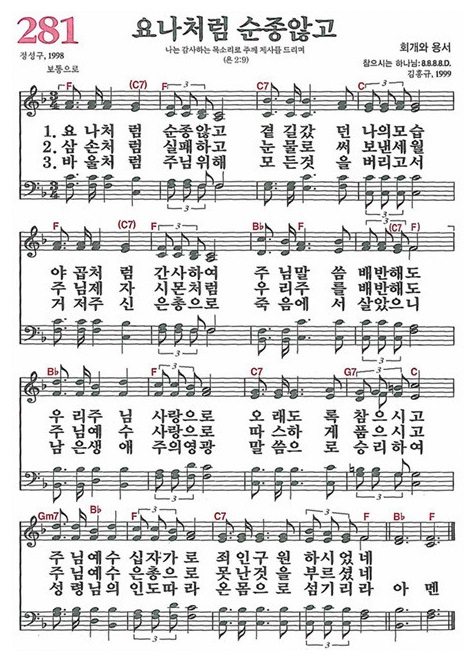 281
요나처럼 순종않고
나는 감사하는 목소리로 주께 제사를 드리며
(욘 2:9)
정성구, 1998
보통으로
회개와 용서
참으시는 하나님: 8.8.8.8.D.
김홍규, 1999
F (C7) F C7 F (C7)
1. 요 나처 럼 순종않고 곁 길갔 던 나의모습
2. 삼 손처 럼 실패하고 눈 물로 써 보낸세월
3. 바 울처 럼 주님위해 모 든것 을 버리고서
F (C7) F B♭ F (C7) F
야 곱처 럼 간사하여 주 님말 씀 배반해도
주 님제 자 시몬처럼 우 리주 를 배반해도
거 저주 신 은총으로 죽 음에 서 살았으니
B♭ F C7 G7 C
우 리주 님 사랑으로 오 래도 록 참으시고
주 님예 수 사랑으로 따 스하 게 품으시고
남 은생 애 주의영광 말 씀으 로 승리하여
Gm7 B♭ F C7 F B♭ F
주 님예수 십자가로 죄 인구원 하시었네
주 님예수 은총으로 못 난것을 부르셨네
성 령님의 인도따라 온 몸으로 섬기리라 아 멘